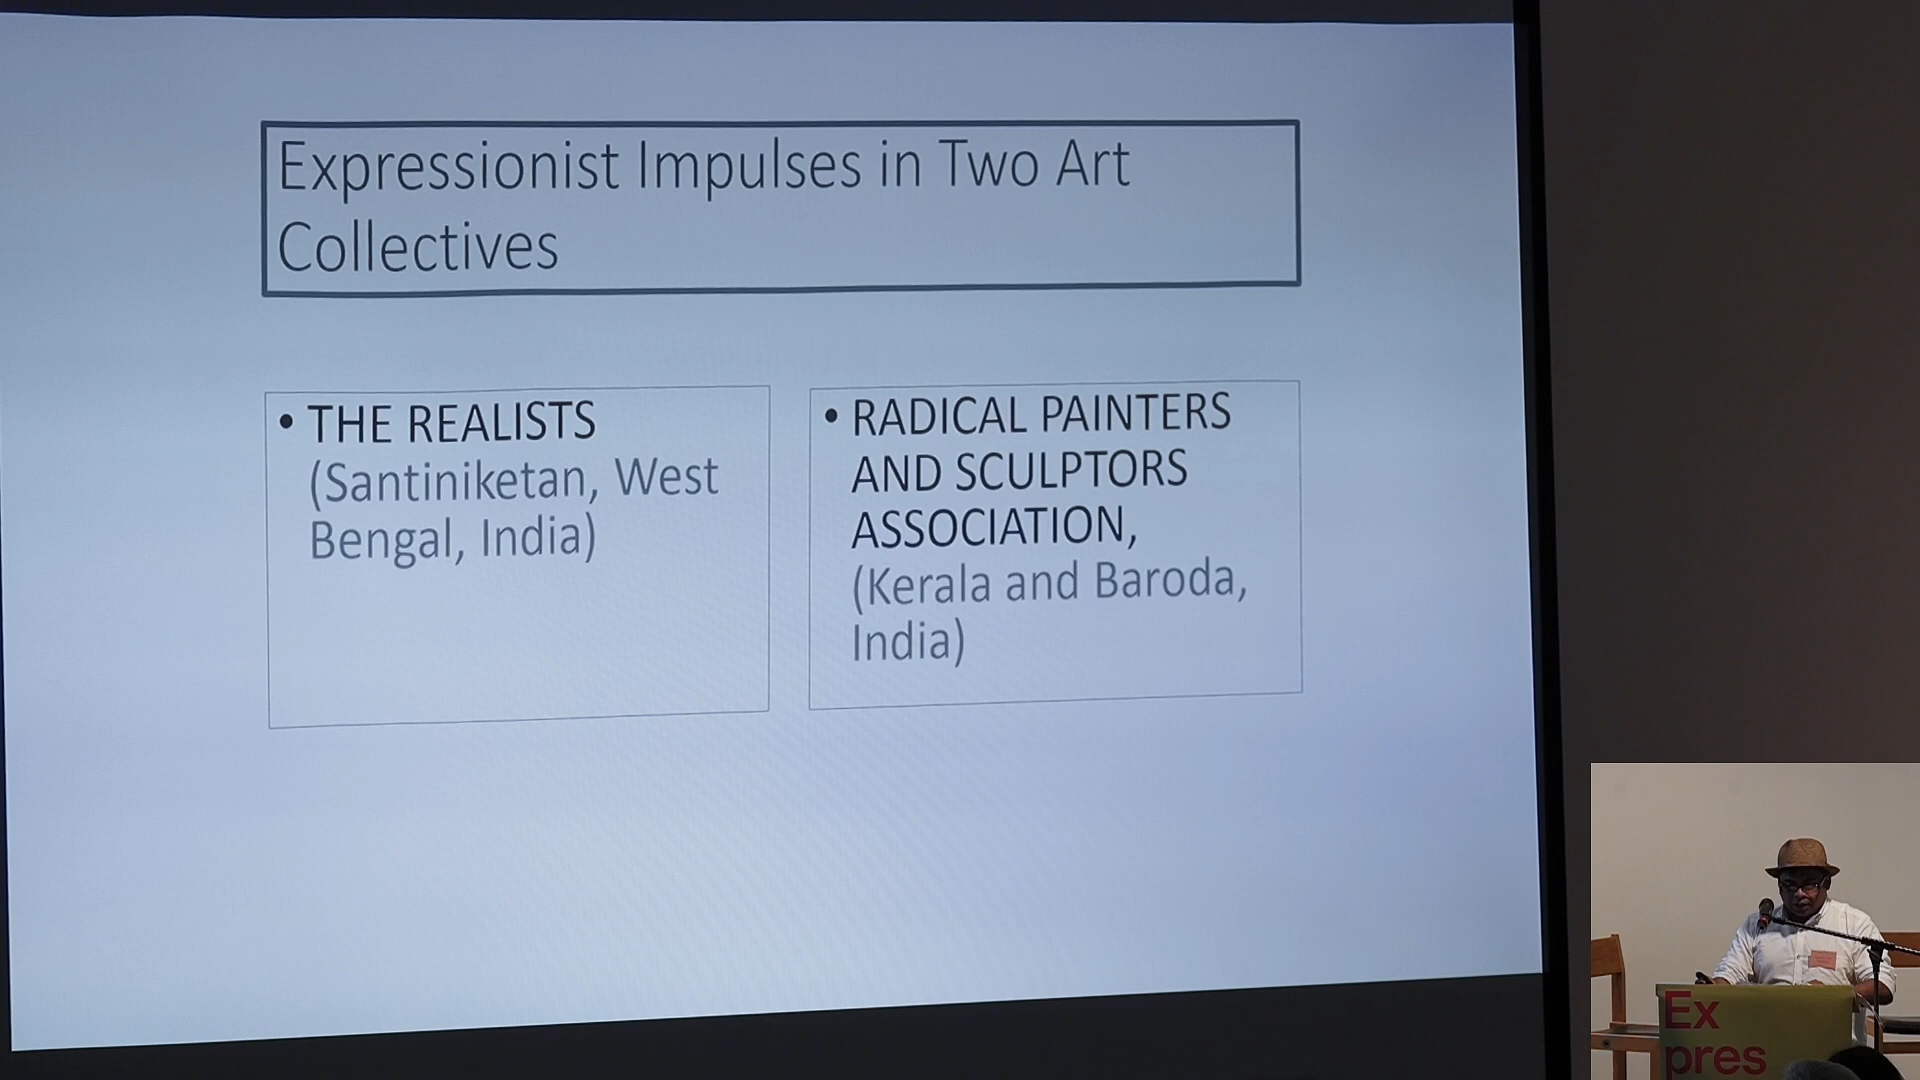 Expressionist Impulses in Two Art
Collectives
• THE REALISTS
(Santiniketan, West
Bengal, India)
• RADICAL PAINTERS
AND SCULPTORS
ASSOCIATION,
(Kerala and Baroda,
India)
Ex
pres